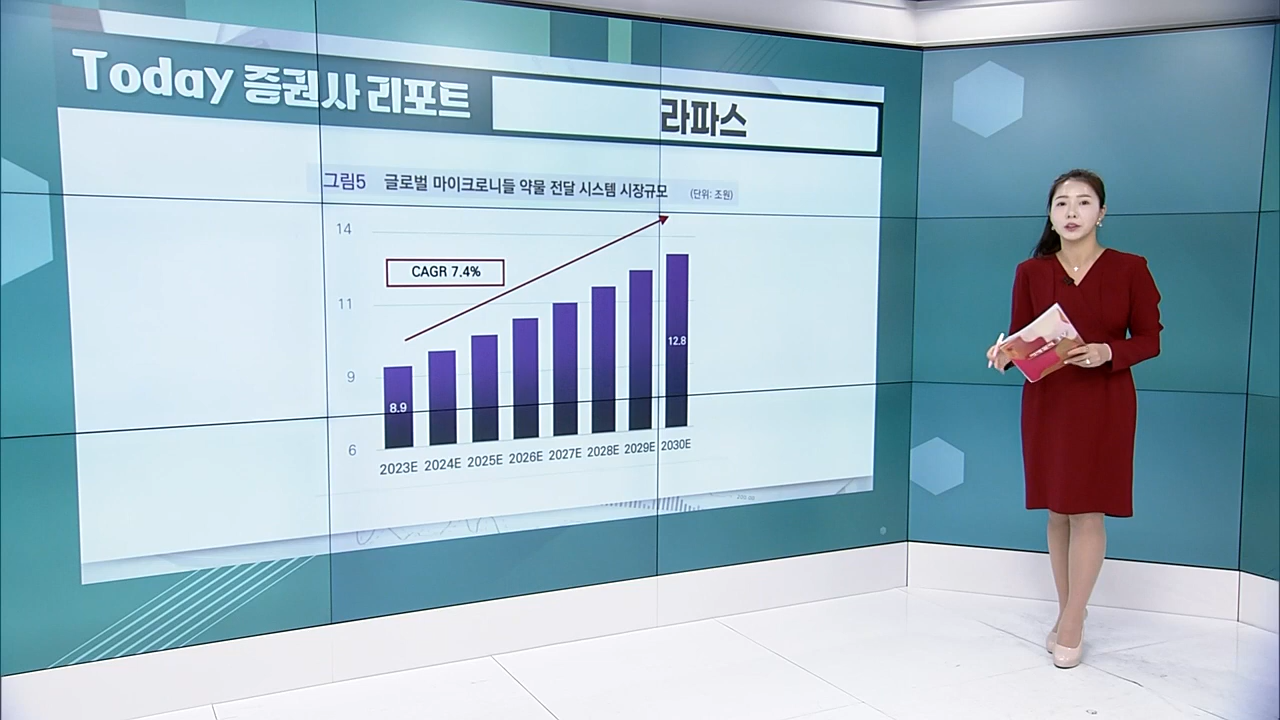 Today 증권사 리포트
라파스
그림5 글로벌 마이크로니들 약물 전달 시스템 시장규모 (단위: 조원)
14
CAGR 7.4%
11
12.8
9
8.9
6
2023E 2024E 2025E 2026E 2027E 2028E 2029E 2030E